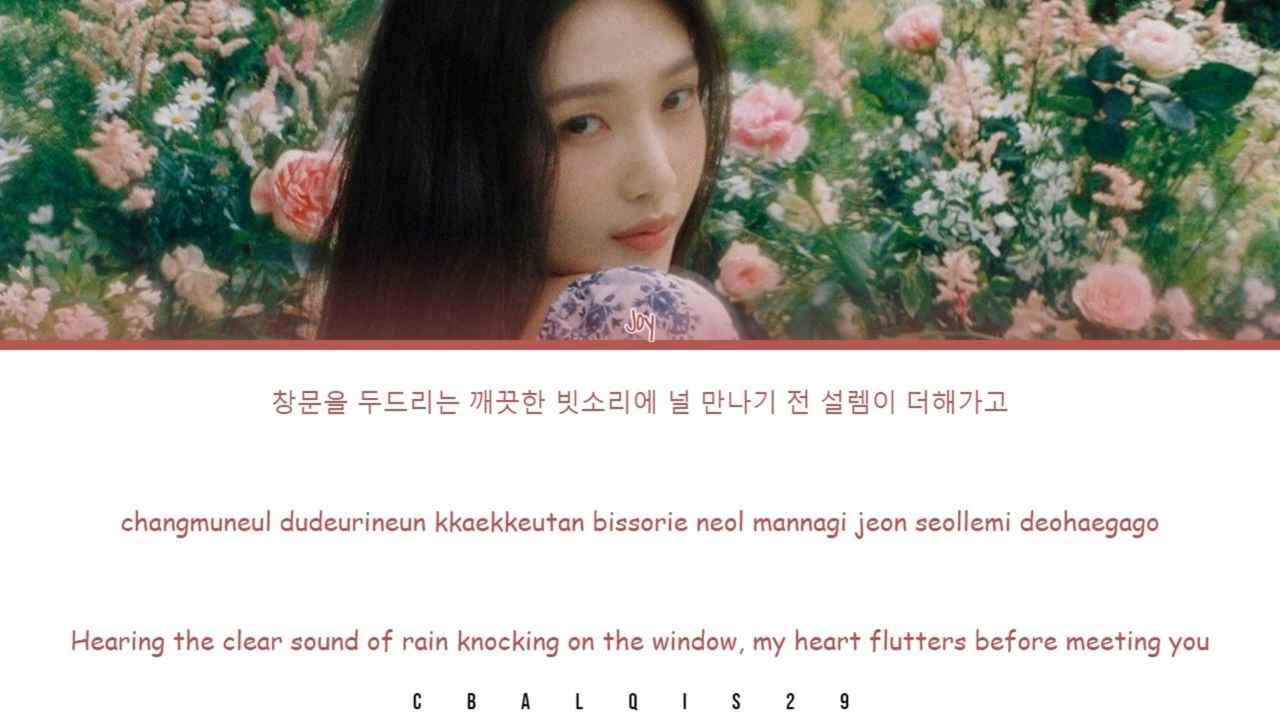 Joy
창문을 두드리는 깨끗한 빗소리에 널 만나기 전 설렘이 더해가고
changmuneul dudeurineun kkaekkeutan bissorie neol mannagi jeon seollemi deohaegago
Hearing the clear sound of rain knocking on the window, my heart flutters before meeting you
CBALQIS29